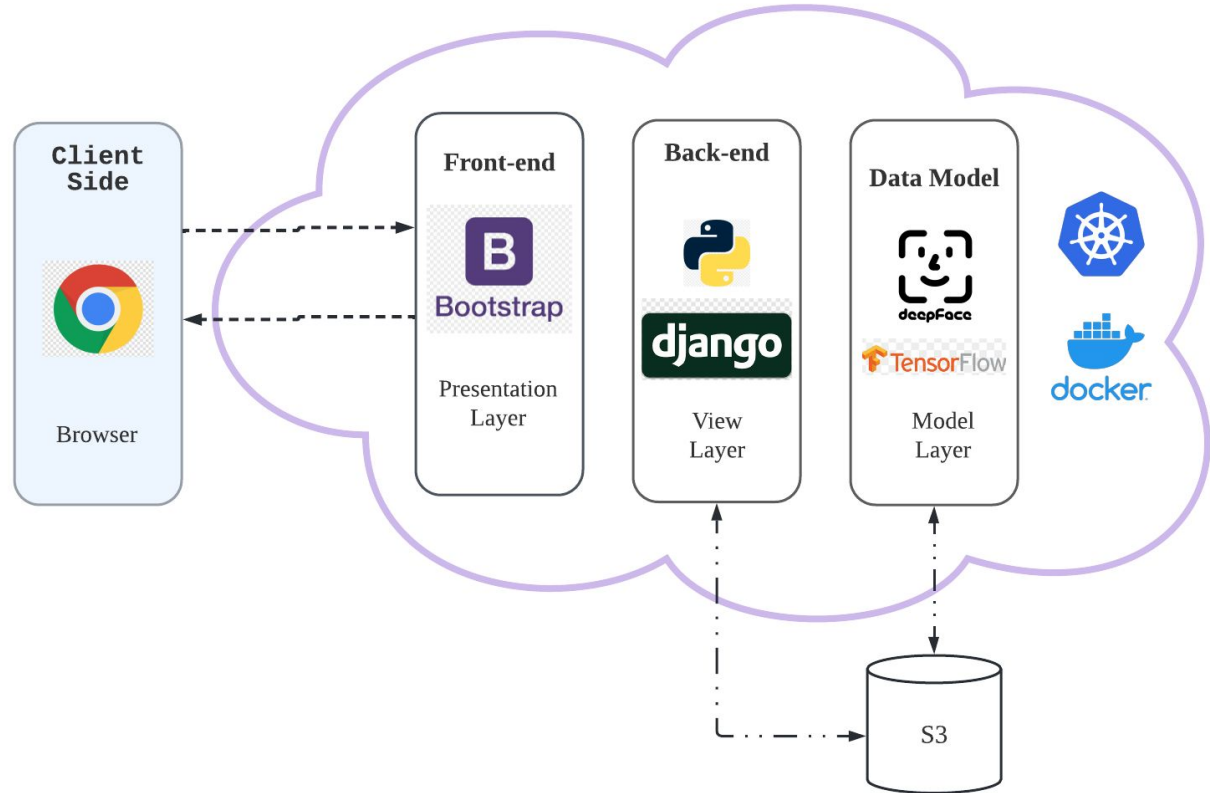 Client
Side
Browser
Front-end
B
Bootstrap
Presentation
Layer
Back-end
django
View
Layer
Data Model
deepFace
TensorFlow
Model
Layer
docker
S3